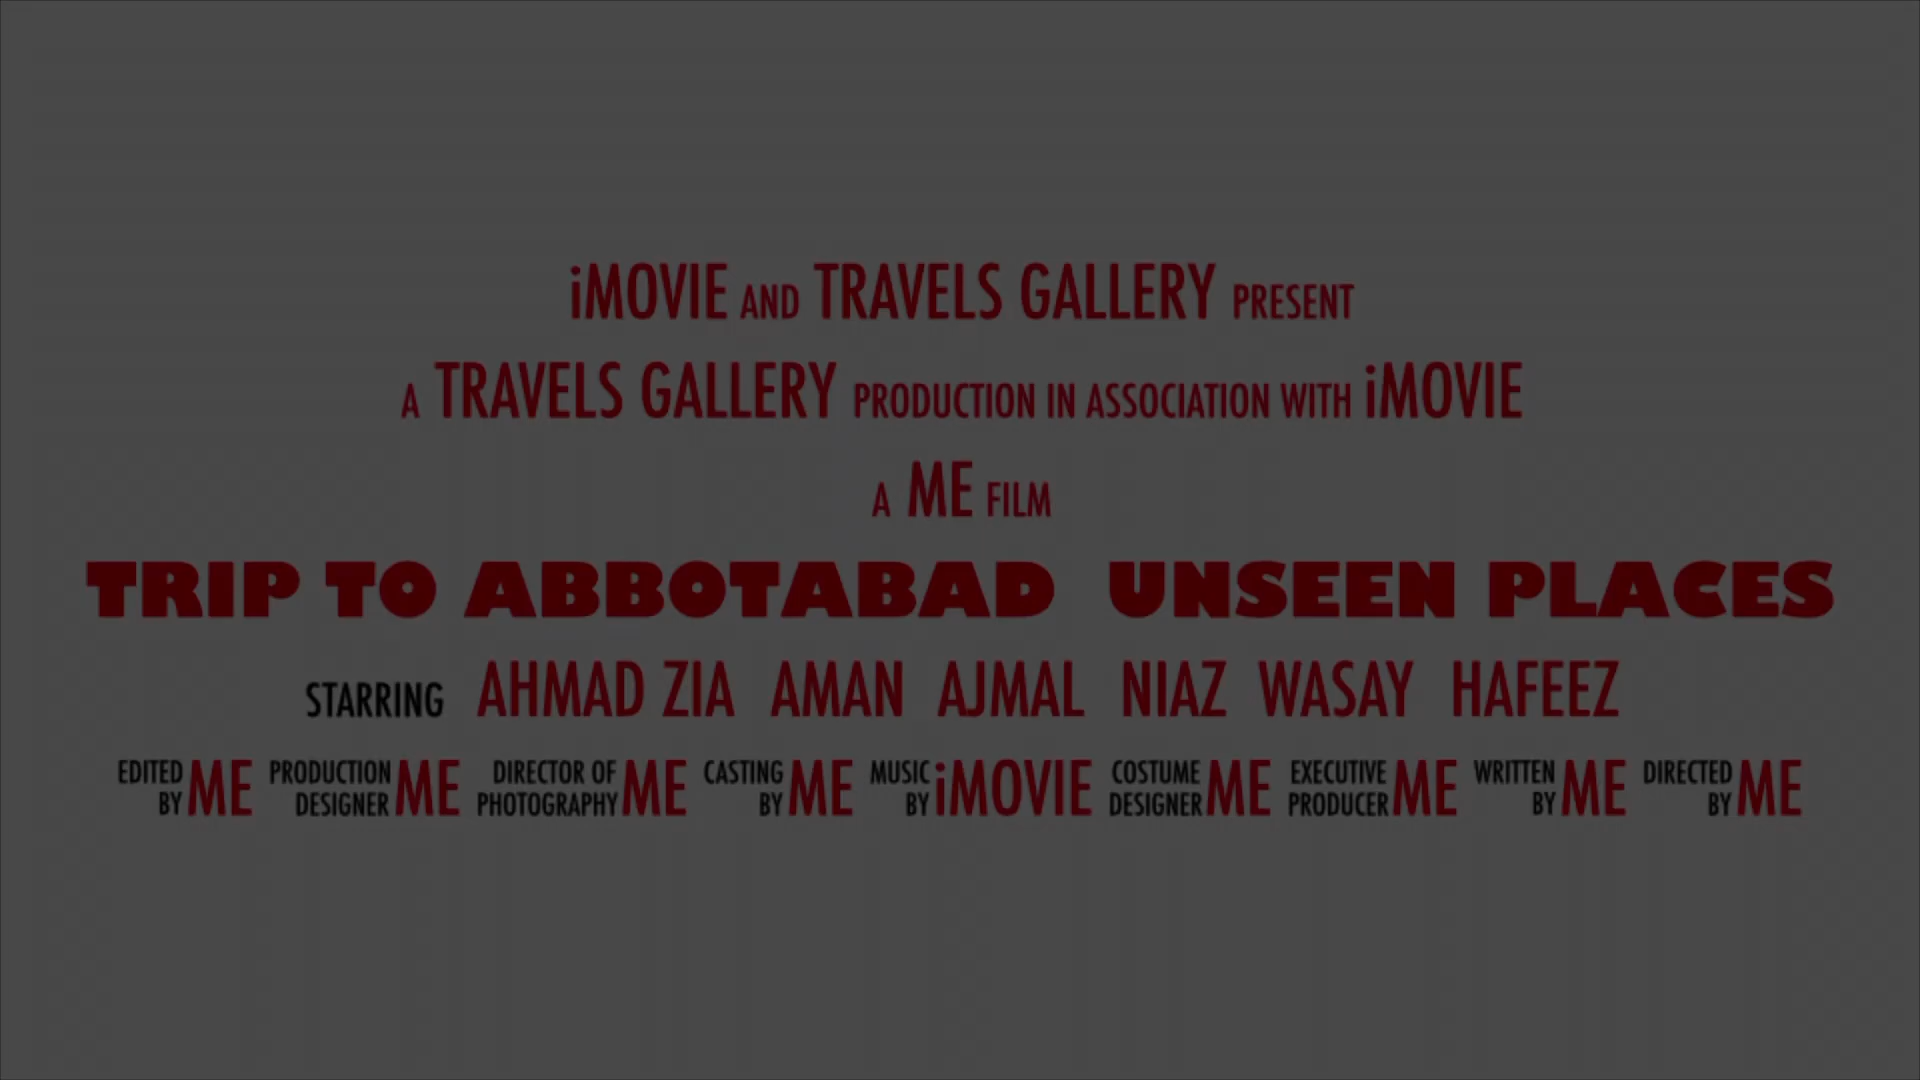 iMOVIE AND TRAVELS GALLERY PRESENT
A TRAVELS GALLERY PRODUCTION IN ASSOCIATION WITH iMOVIE
A ME FILM
TRIP TO ABBOTABAD UNSEEN PLACES
STARRING AHMAD ZIA AMAN AJMAL NIAZ WASAY HAFEEZ
EDITED BY ME PRODUCTION DESIGNER ME DIRECTOR OF PHOTOGRAPHY ME CASTING BY ME MUSIC BY iMOVIE COSTUME DESIGNER ME EXECUTIVE PRODUCER ME WRITTEN BY ME DIRECTED BY ME